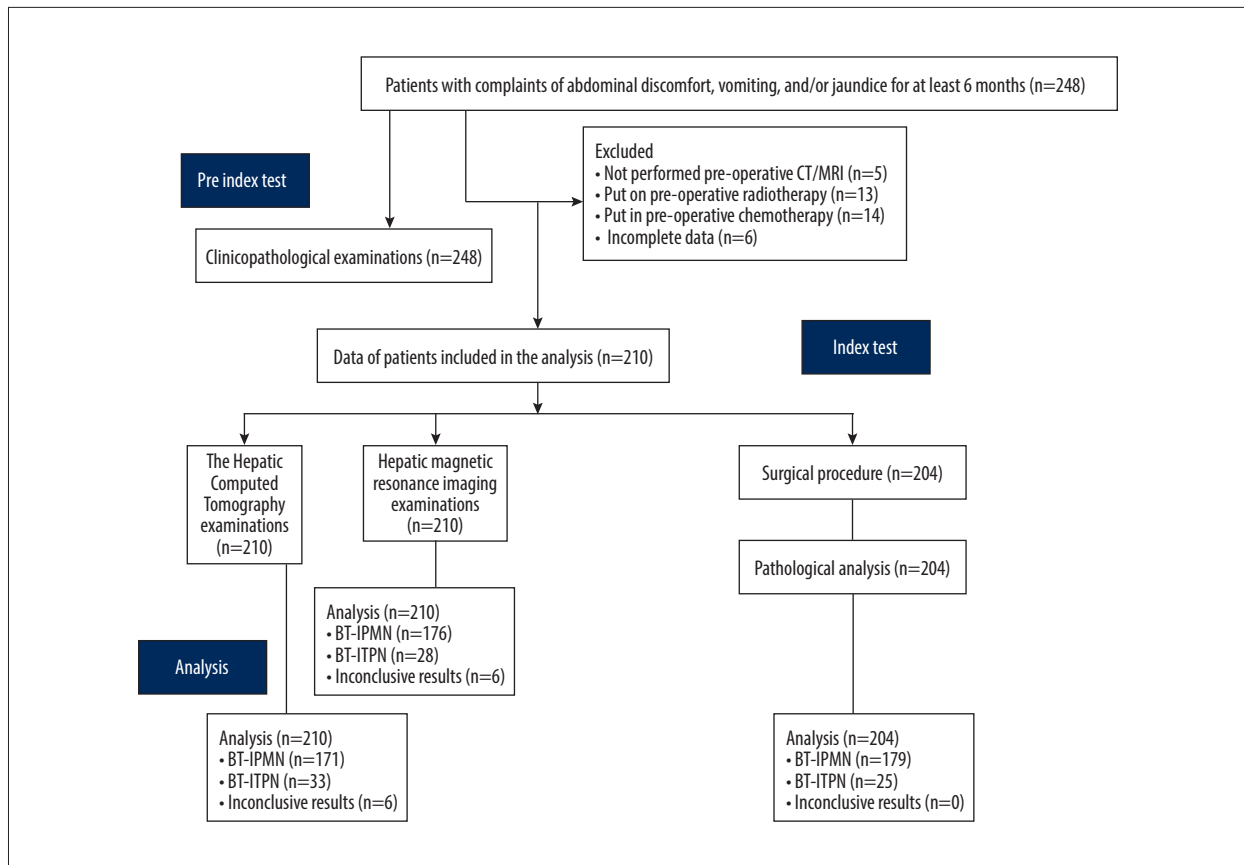 Patients with complaints of abdominal discomfort, vomiting, and/or jaundice for at least 6 months (n=248)
Pre index test
Excluded
• Not performed pre-operative CT/MRI (n=5)
• Put on pre-operative radiotherapy (n=13)
• Put in pre-operative chemotherapy (n=14)
• Incomplete data (n=6)
Clinicopathological examinations (n=248)
Index test
Data of patients included in the analysis (n=210)
The Hepatic
Computed
Tomography
examinations
(n=210)
Hepatic magnetic
resonance imaging
examinations
(n=210)
Surgical procedure (n=204)
Pathological analysis (n=204)
Analysis (n=210)
• BT-IPMN (n=176)
• BT-ITPN (n=28)
• Inconclusive results (n=6)
Analysis
Analysis (n=210)
• BT-IPMN (n=171)
• BT-ITPN (n=33)
• Inconclusive results (n=6)
Analysis (n=204)
• BT-IPMN (n=179)
• BT-ITPN (n=25)
• Inconclusive results (n=0)